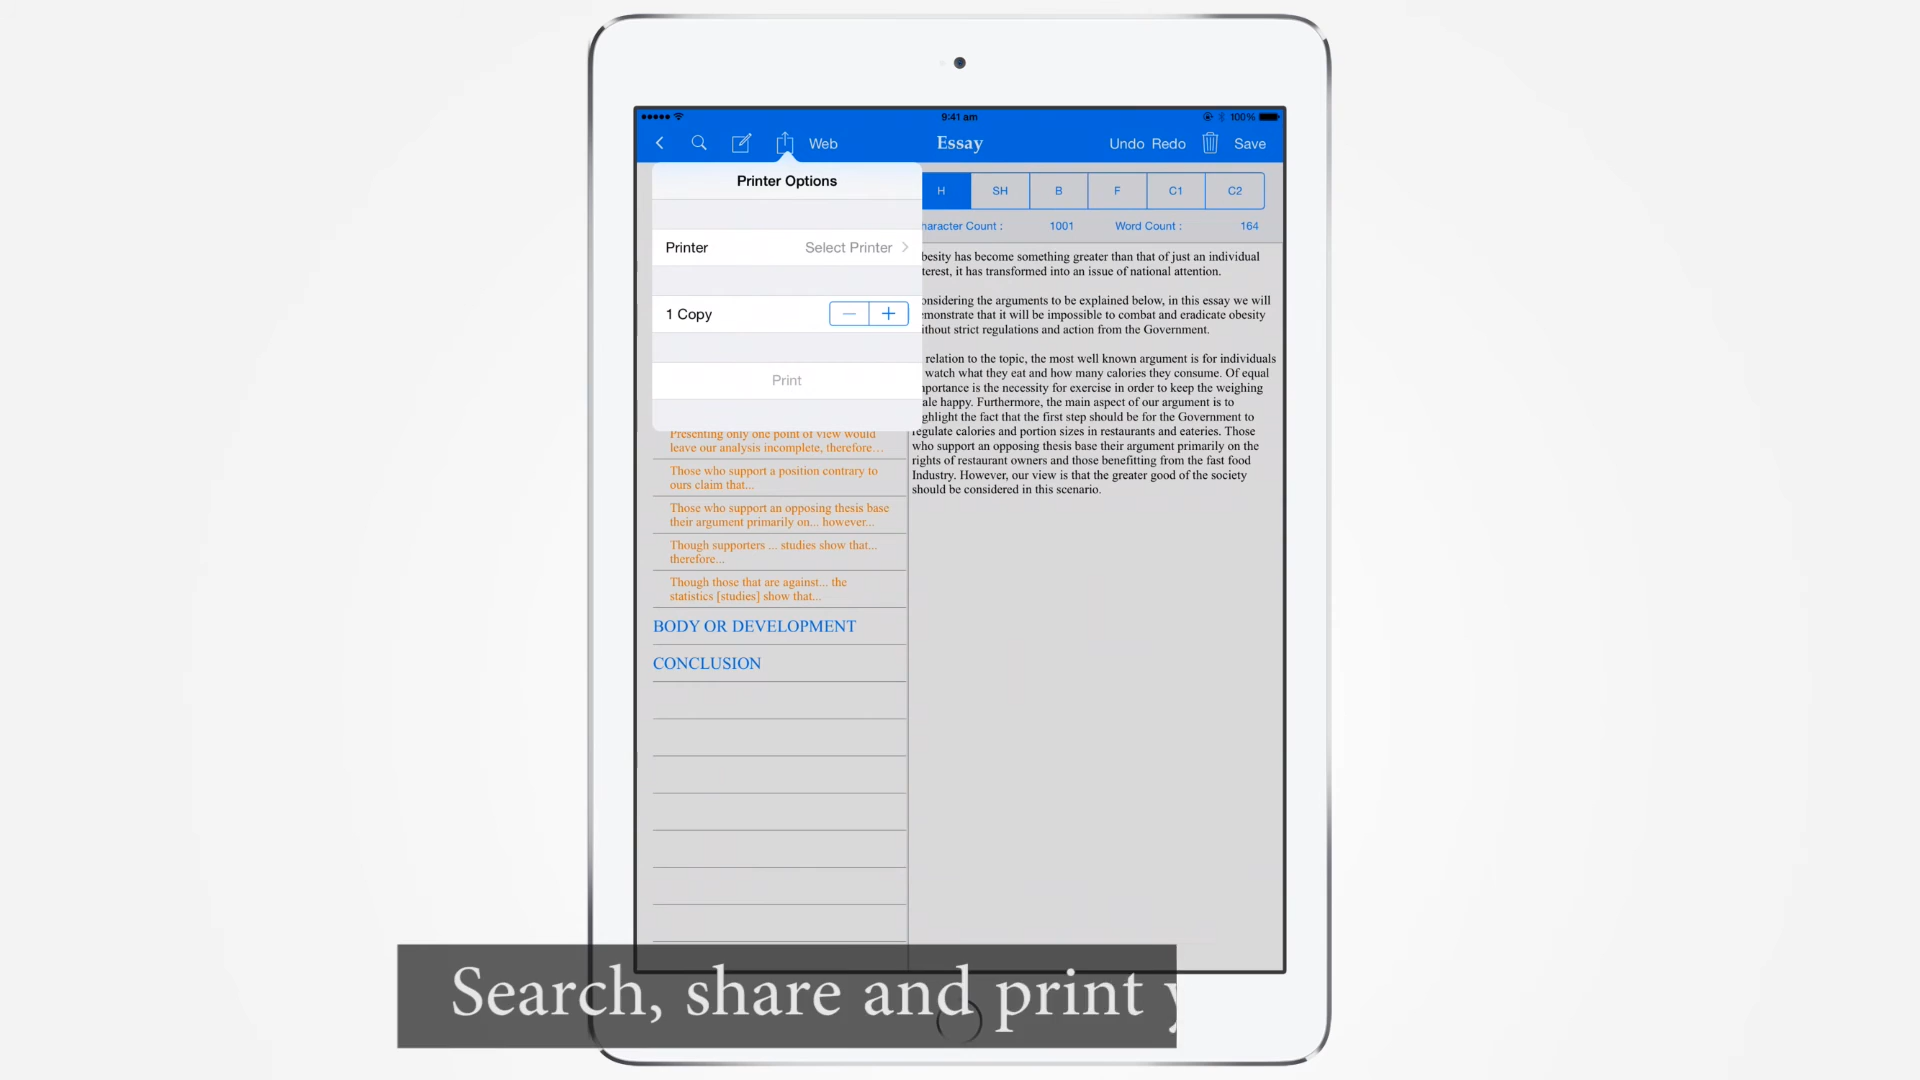 9:41 am
100%
Web
Essay
Undo Redo
Save
Printer Options
Printer
Select Printer
1 Copy
Print
H
SH
B
F
C1
C2
Count :
1001
Word Count :
164
has become something greater than that of just an individual
it has transformed into an issue of national attention.
the arguments to be explained below, in this essay we will
that it will be impossible to combat and eradicate obesity
strict regulations and action from the Government.
relation to the topic, the most well known argument is for individuals
watch what they eat and how many calories they consume. Of equal
is the necessity for exercise in order to keep the weighing
happy. Furthermore, the main aspect of our argument is to
the fact that the first step should be for the Government to
regulate calories and portion sizes in restaurants and eateries. Those
who support an opposing thesis base their argument primarily on the
rights of restaurant owners and those benefitting from the fast food
Industry. However, our view is that the greater good of the society
should be considered in this scenario.
Presenting only one point of view would
leave our analysis incomplete, therefore...
Those who support a position contrary to
ours claim that...
Those who support an opposing thesis base
their argument primarily on... however...
Though supporters ... studies show that...
therefore...
Though those that are against... the
statistics [studies] show that...
BODY OR DEVELOPMENT
CONCLUSION
Search, share and print